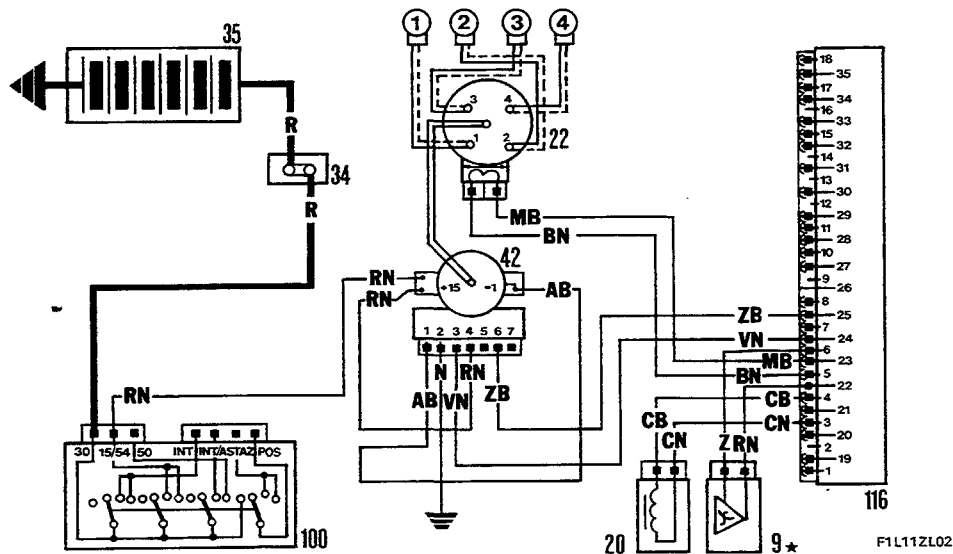 35
1 2 3 4
R
34
R
3 4
1 2
22
MB
BN
42
RN
RN
+15 -1
AB
1 2 3 4 5 6 7
N RN
AB VN ZB
RN
30 15/54 50 INT INT/A STAZ POS
100
18
35
17
34
16
33
15
32
14
31
13
30
12
29
11
28
10
27
9
26
8
25
7
24
6
23
5
22
4
21
3
20
2
19
1
116
ZB
VN
MB
BN
CB
CN
CB
CN
Z RN
20
9★
F1L11ZL02